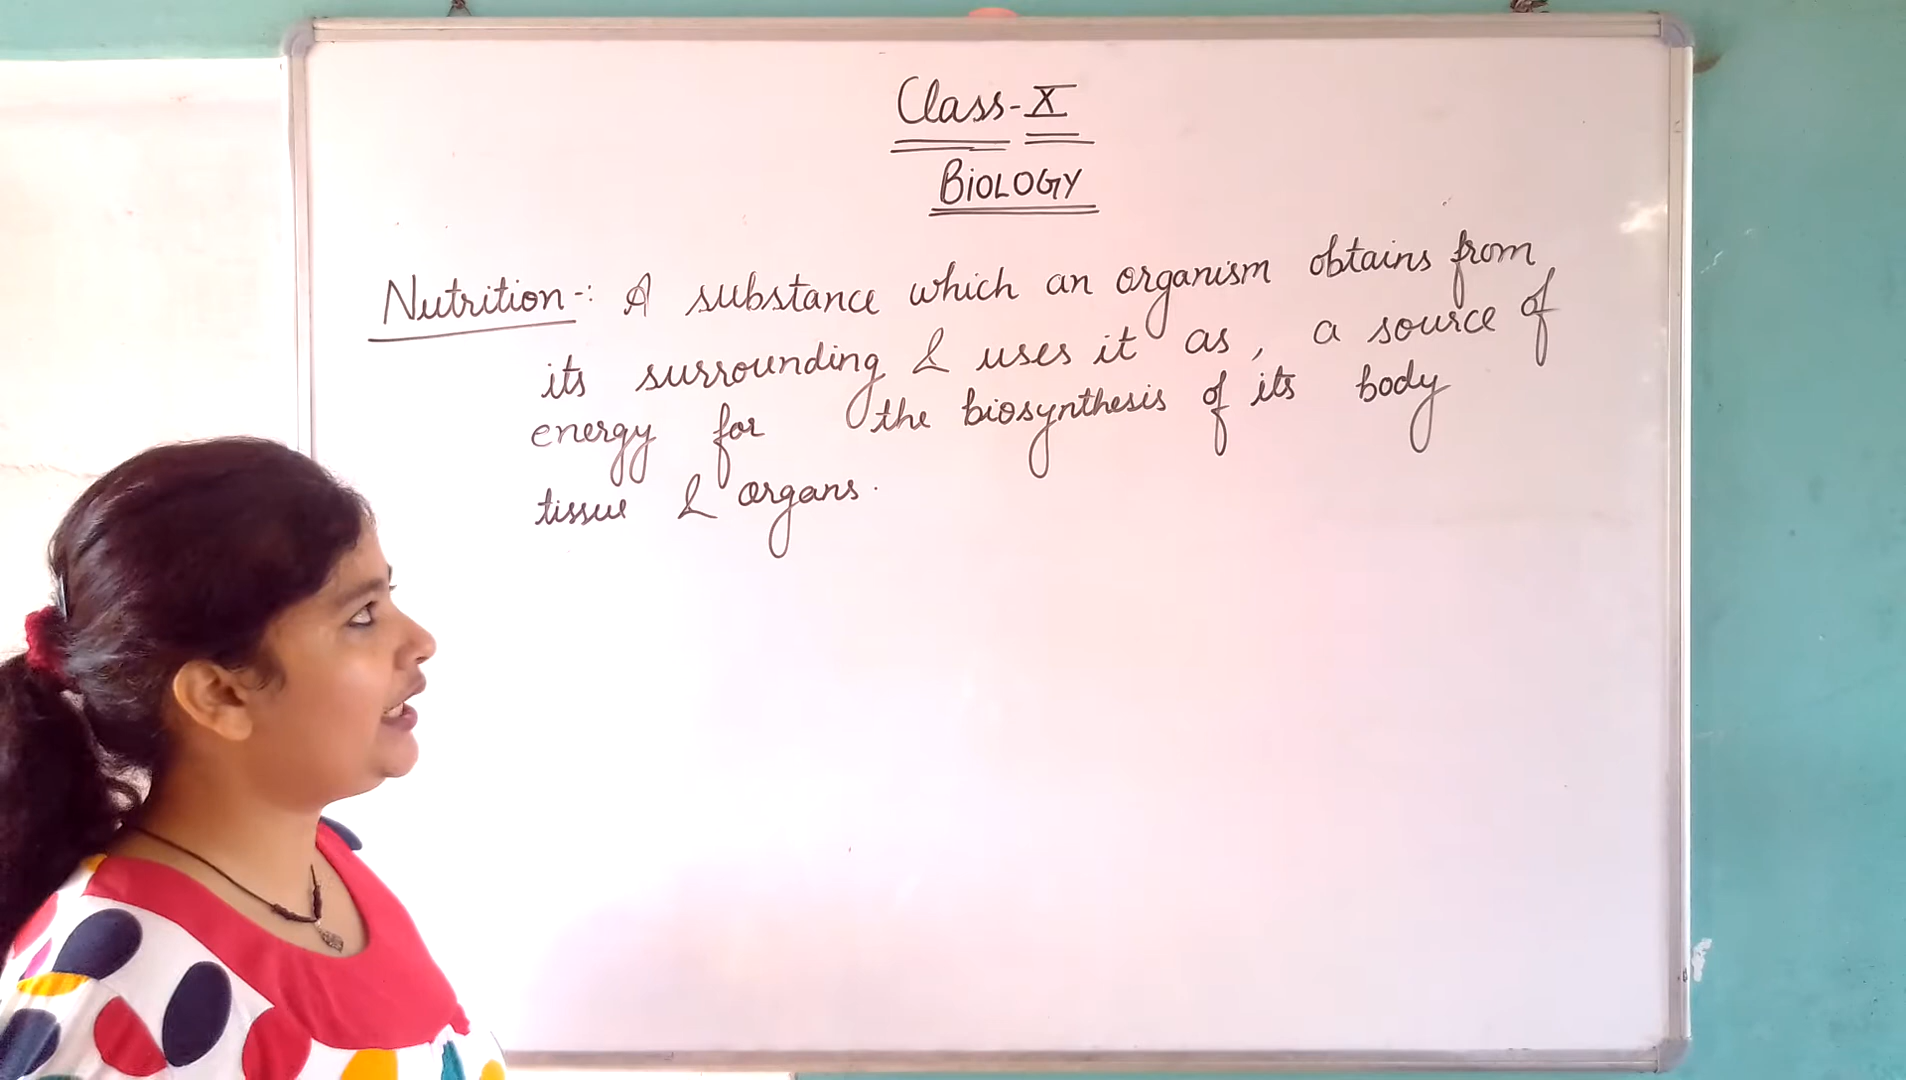 Class-X
BiOLOGY
Nutrition-: A substance which an organism obtains from
its surrounding & uses it as, a source of
energy for the biosynthesis of its body
tissue & organs.